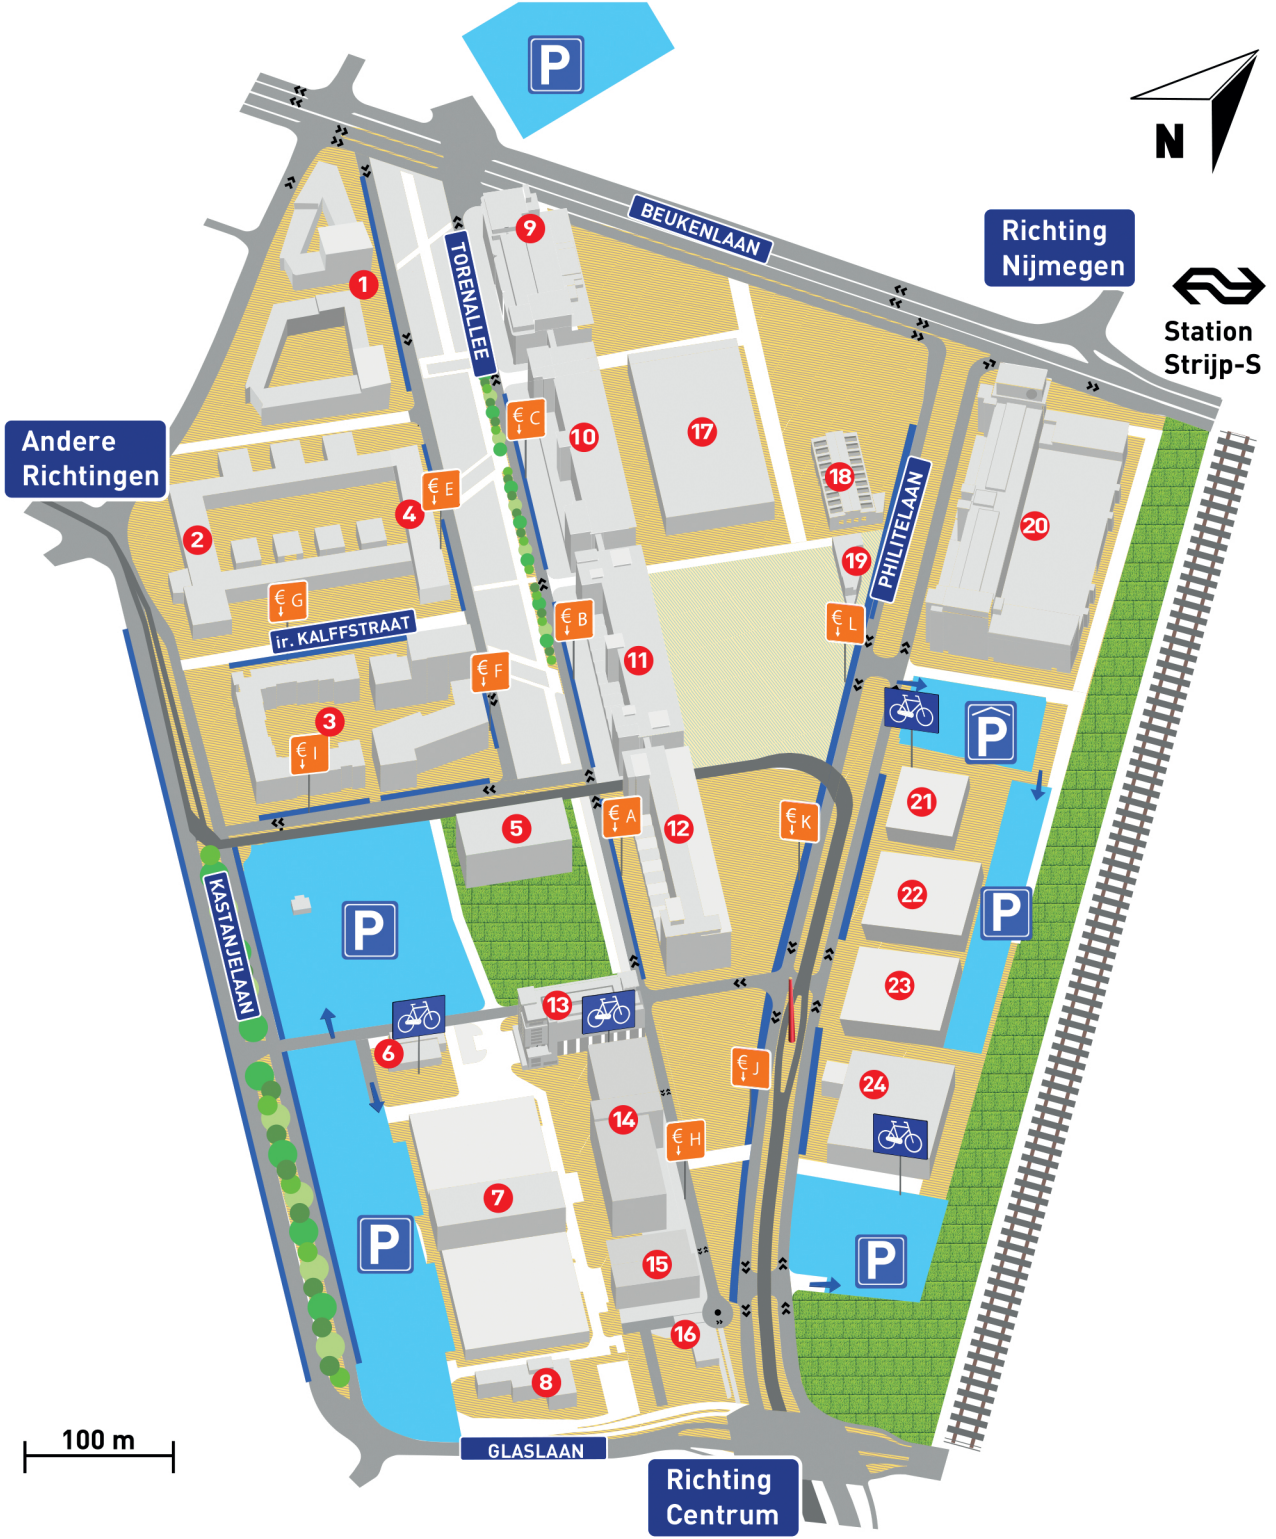 P
N
BEUKENLAAN
Richting
Nijmegen
9
TORENALLEE
1
Station
Strijp-S
Andere
Richtingen
€ C
10
17
18
€ E
4
PHILITELAAN
20
2
19
€ G
€ B
€ L
ir. KALFFSTRAAT
11
€ F
3
P
€ I
21
5
€ A
12
€ K
22
KASTANJELAAN
P
P
23
13
6
€ J
24
14
€ H
7
P
15
P
16
8
100 m
GLASLAAN
Richting
Centrum